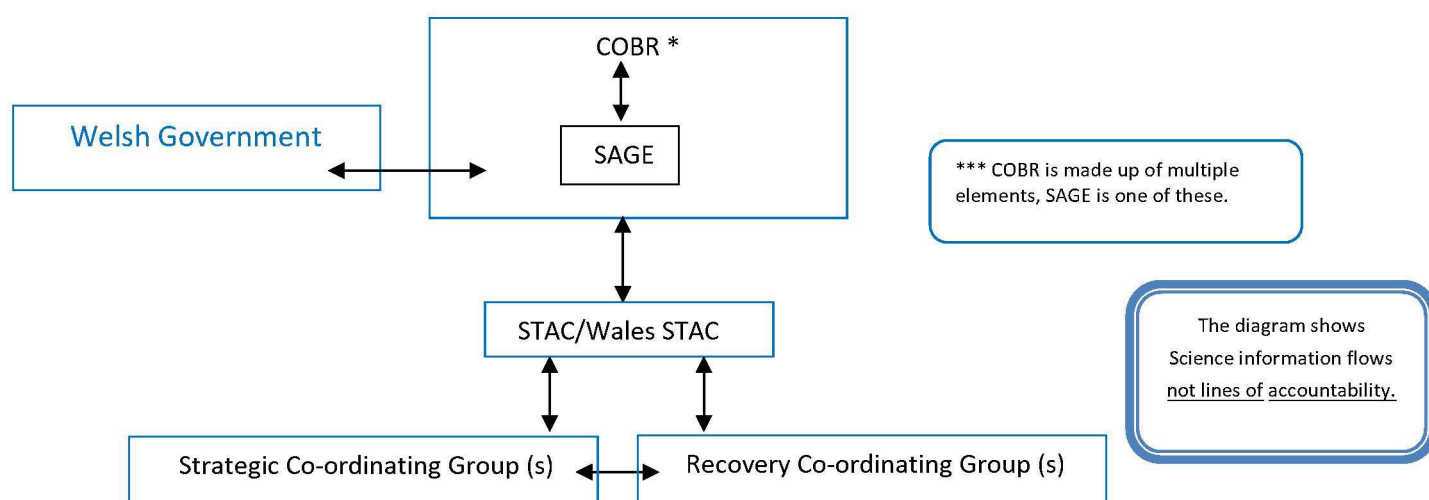 COBR *
Welsh Government
SAGE
*** COBR is made up of multiple
elements, SAGE is one of these.
STAC/Wales STAC
The diagram shows
Science information flows
not lines of accountability.
Strategic Co-ordinating Group (s)
Recovery Co-ordinating Group (s)